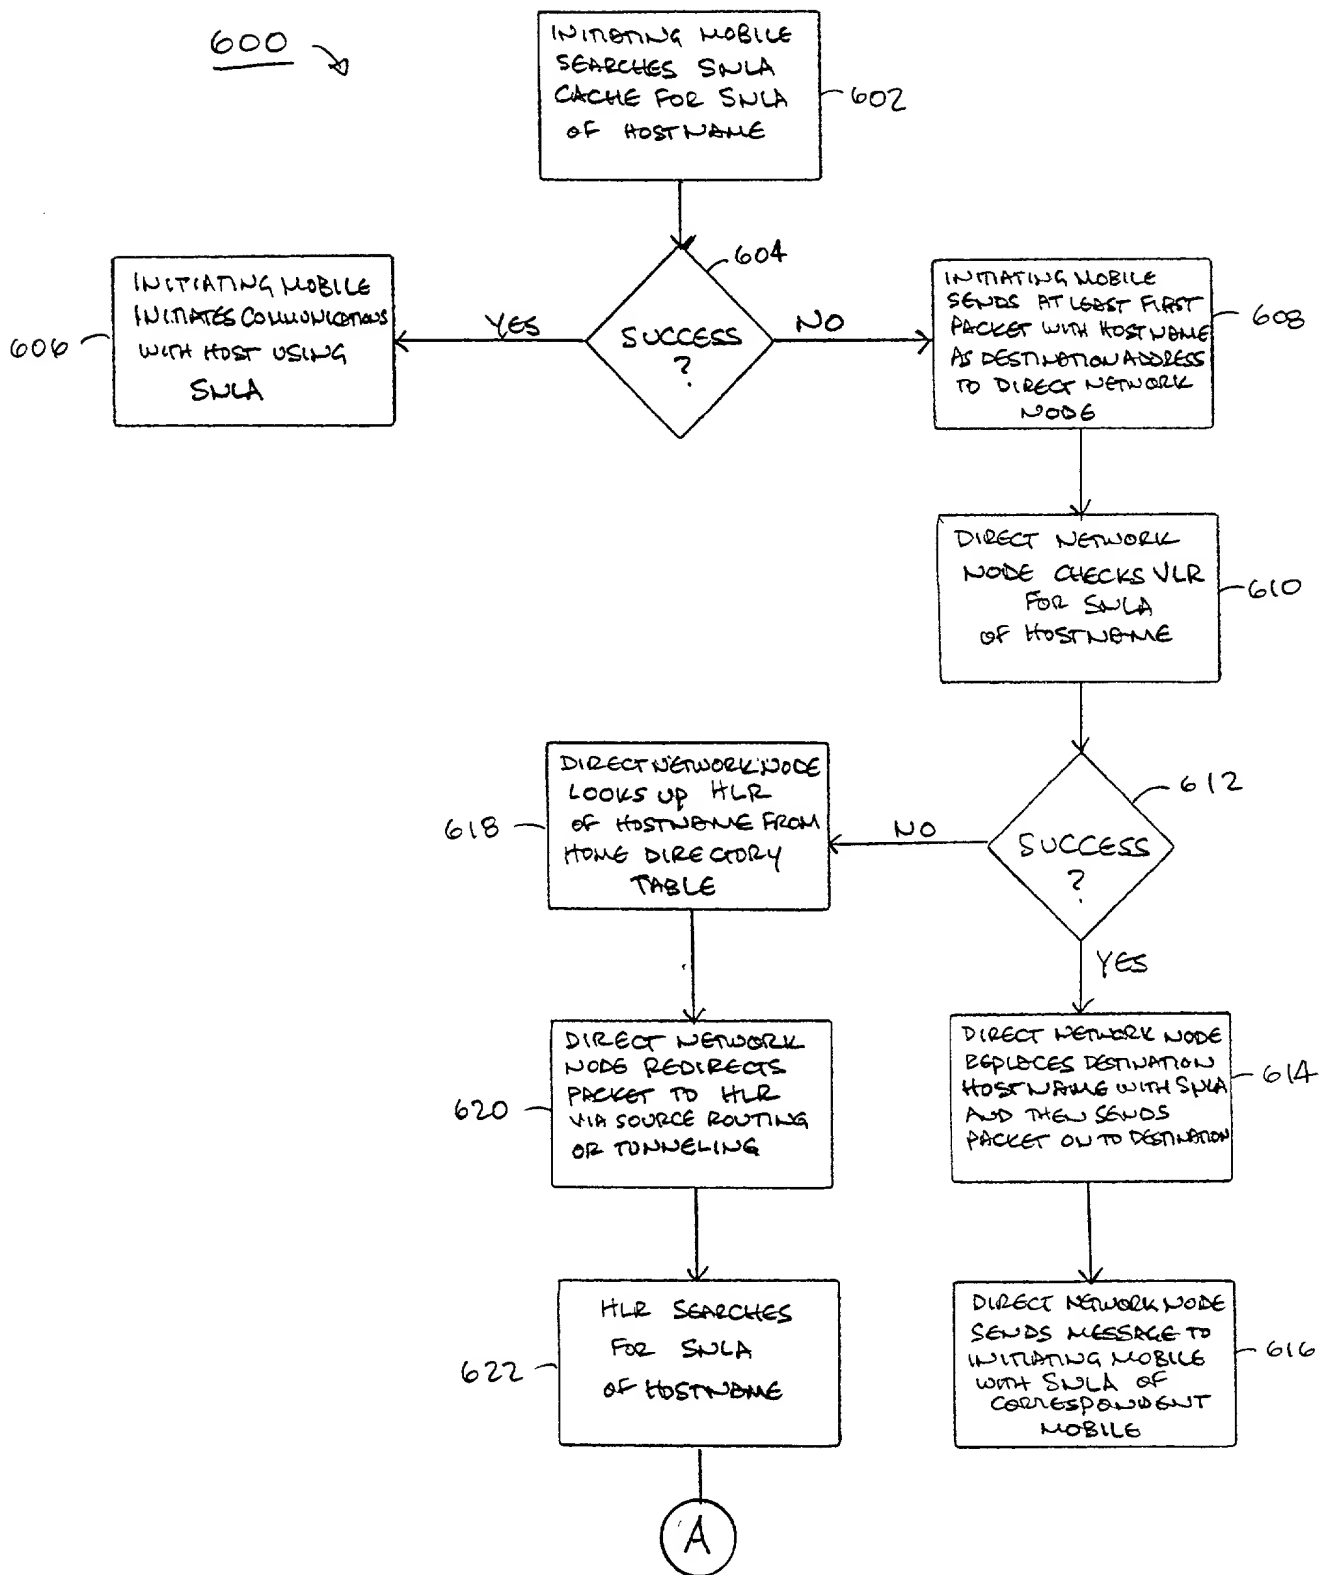 600
INITIATING MOBILE
SEARCHES SNLA
CACHE FOR SNLA
OF HOSTNAME
602
604
SUCCESS
?
YES
NO
INITIATING MOBILE
INITIATES COMMUNICATIONS
WITH HOST USING
SNLA
606
INITIATING MOBILE
SENDS AT LEAST FIRST
PACKET WITH HOSTNAME
AS DESTINATION ADDRESS
TO DIRECT NETWORK
NODE
608
DIRECT NETWORK
NODE CHECKS VLR
FOR SNLA
OF HOSTNAME
610
612
SUCCESS
?
NO
YES
DIRECT NETWORK NODE
LOOKS UP HLR
OF HOSTNAME FROM
HOME DIRECTORY
TABLE
618
DIRECT NETWORK NODE
REPLACES DESTINATION
HOSTNAME WITH SNLA
AND THEN SENDS
PACKET ON TO DESTINATION
614
DIRECT NETWORK
NODE REDIRECTS
PACKET TO HLR
VIA SOURCE ROUTING
OR TUNNELING
620
DIRECT NETWORK NODE
SENDS MESSAGE TO
INITIATING MOBILE
WITH SNLA OF
CORRESPONDENT
MOBILE
616
HLR SEARCHES
FOR SNLA
OF HOSTNAME
622
A